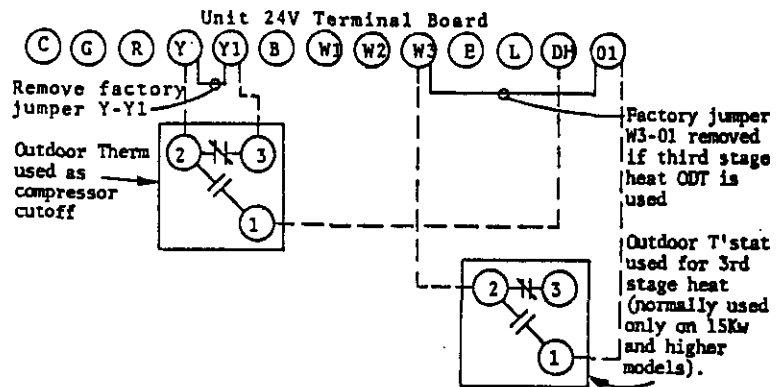 Unit 24V Terminal Board
C G R Y Y1 B W1 W2 W3 E L DH 01
Remove factory
jumper Y-Y1
Outdoor Therm
used as
compressor
cutoff
2 3
1
Factory jumper
W3-01 removed
if third stage
heat ODT is
used
Outdoor T'stat
used for 3rd
stage heat
(normally used
only on 15Kw
and higher
models).
2 3
1